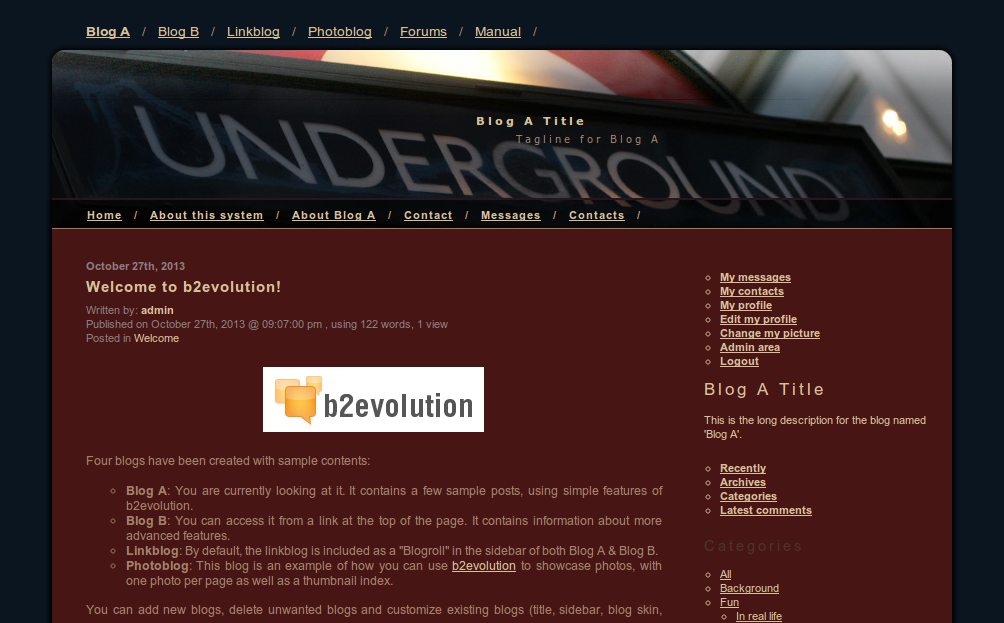 Blog A / Blog B / Linkblog / Photoblog / Forums / Manual /
UNDERGROUND
Blog A Title
Tagline for Blog A
Home / About this system / About Blog A / Contact / Messages / Contacts /
October 27th, 2013
Welcome to b2evolution!
Written by: admin
Published on October 27th, 2013 @ 09:07:00 pm , using 122 words, 1 view
Posted in Welcome
b2evolution
Four blogs have been created with sample contents:
Blog A: You are currently looking at it. It contains a few sample posts, using simple features of
b2evolution.
Blog B: You can access it from a link at the top of the page. It contains information about more
advanced features.
Linkblog: By default, the linkblog is included as a "Blogroll" in the sidebar of both Blog A & Blog B.
Photoblog: This blog is an example of how you can use b2evolution to showcase photos, with
one photo per page as well as a thumbnail index.
You can add new blogs, delete unwanted blogs and customize existing blogs (title, sidebar, blog skin,
My messages
My contacts
My profile
Edit my profile
Change my picture
Admin area
Logout
Blog A Title
This is the long description for the blog named
'Blog A'.
Recently
Archives
Categories
Latest comments
Categories
All
Background
Fun
In real life